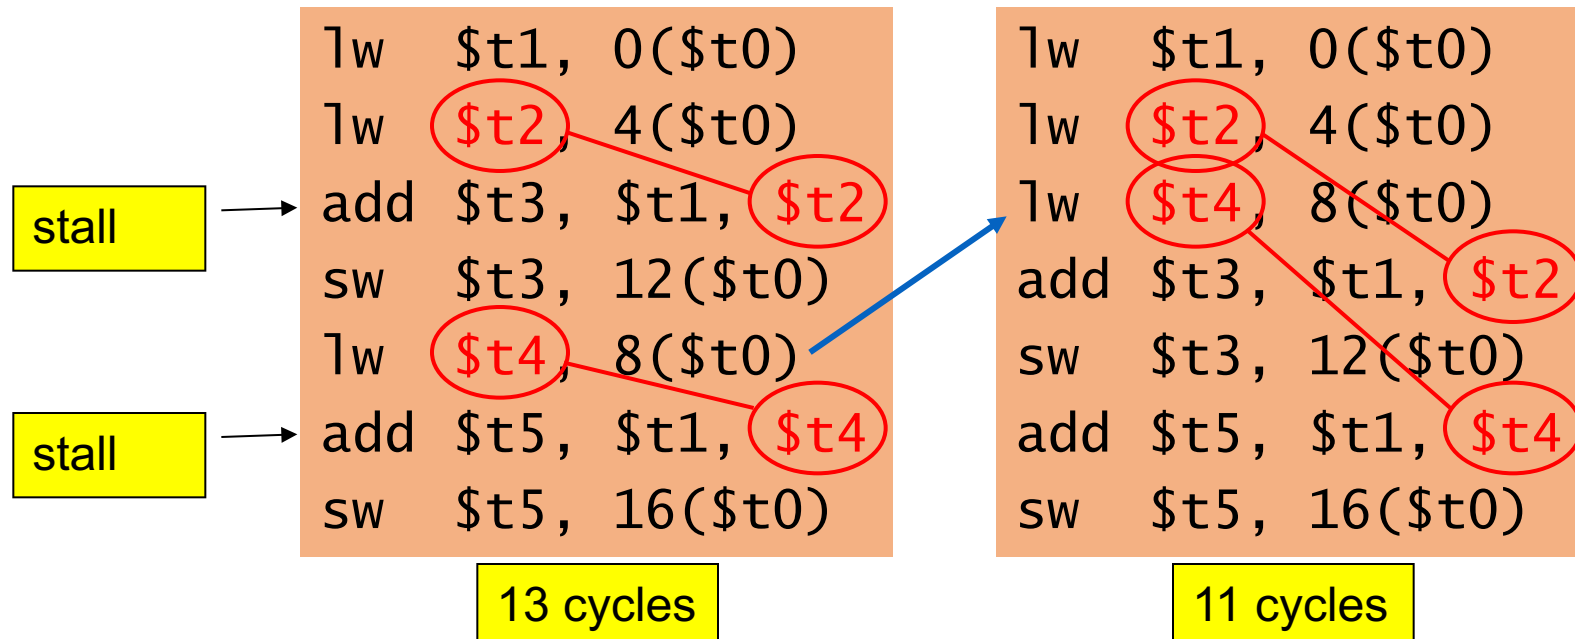 lw $t1, 0($t0)
lw $t2, 4($t0)
stall
add $t3, $t1, $t2
sw $t3, 12($t0)
lw $t4, 8($t0)
stall
add $t5, $t1, $t4
sw $t5, 16($t0)
13 cycles
lw $t1, 0($t0)
lw $t2, 4($t0)
lw $t4, 8($t0)
add $t3, $t1, $t2
sw $t3, 12($t0)
add $t5, $t1, $t4
sw $t5, 16($t0)
11 cycles